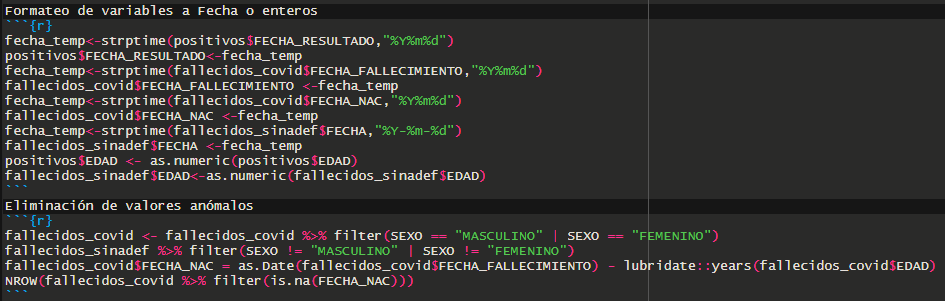 Formateo de variables a Fecha o enteros
```{r}
fecha_temp<-strptime(positivos$FECHA_RESULTADO,"%Y%m%d")
positivos$FECHA_RESULTADO<-fecha_temp
fecha_temp<-strptime(fallecidos_covid$FECHA_FALLECIMIENTO,"%Y%m%d")
fallecidos_covid$FECHA_FALLECIMIENTO <-fecha_temp
fecha_temp<-strptime(fallecidos_covid$FECHA_NAC,"%Y%m%d")
fallecidos_covid$FECHA_NAC <-fecha_temp
fecha_temp<-strptime(fallecidos_sinadef$FECHA,"%Y-%m-%d")
fallecidos_sinadef$FECHA <-fecha_temp
positivos$EDAD <- as.numeric(positivos$EDAD)
fallecidos_sinadef$EDAD<-as.numeric(fallecidos_sinadef$EDAD)
```
Eliminación de valores anómalos
```{r}
fallecidos_covid <- fallecidos_covid %>% filter(SEXO == "MASCULINO" | SEXO == "FEMENINO")
fallecidos_sinadef %>% filter(SEXO != "MASCULINO" | SEXO != "FEMENINO")
fallecidos_covid$FECHA_NAC = as.Date(fallecidos_covid$FECHA_FALLECIMIENTO) - lubridate::years(fallecidos_covid$EDAD)
NROW(fallecidos_covid %>% filter(is.na(FECHA_NAC)))
```